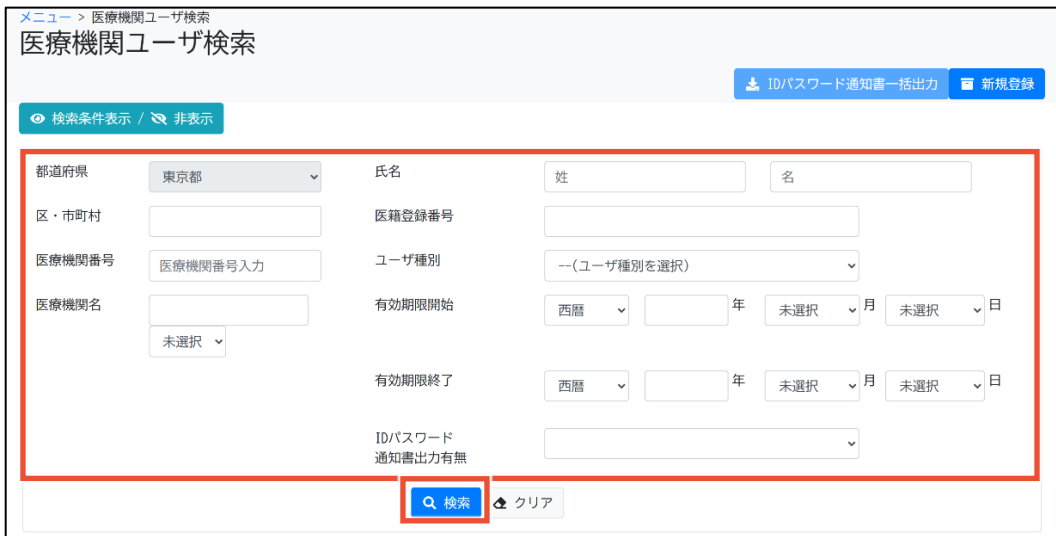 メニュー > 医療機関ユーザ検索
医療機関ユーザ検索
IDパスワード通知書一括出力 新規登録
検索条件表示 / 非表示
都道府県 東京都 氏名 姓 名
区・市町村 医籍登録番号
医療機関番号 医療機関番号入力 ユーザ種別 --(ユーザ種別を選択)
医療機関名 有効期限開始 西暦 年 未選択 月 未選択 日
未選択
有効期限終了 西暦 年 未選択 月 未選択 日
IDパスワード
通知書出力有無
検索 クリア